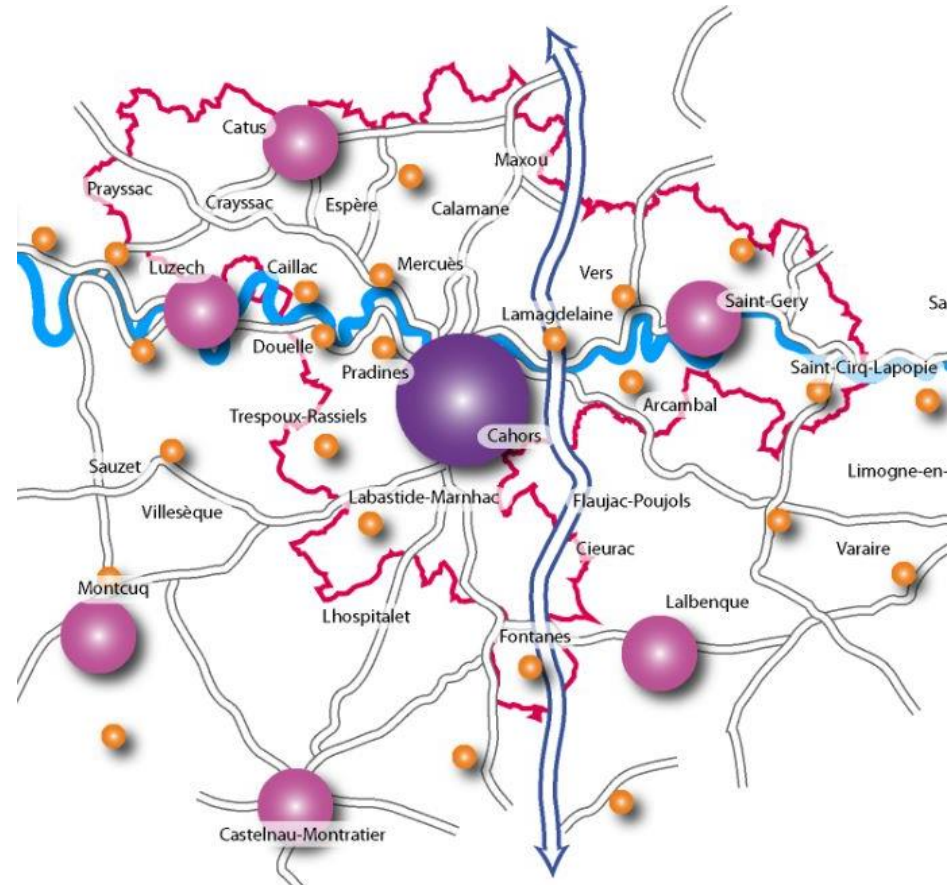 Catus
Maxou
Prayssac
Crayssac
Espère
Calamane
Luzech
Caillac
Mercuès
Vers
Saint-Gery
Sa
Lamagdelaine
Douelle
Pradines
Saint-Cirq-Lapopie
Arcambal
Trespoux-Rassiels
Cahors
Sauzet
Limogne-en-
Labastide-Marnhac
Flaujac-Poujols
Villesèque
Cieurac
Varaire
Montcuq
Lalbenque
Lhospitalet
Fontanes
Castelnau-Montratier